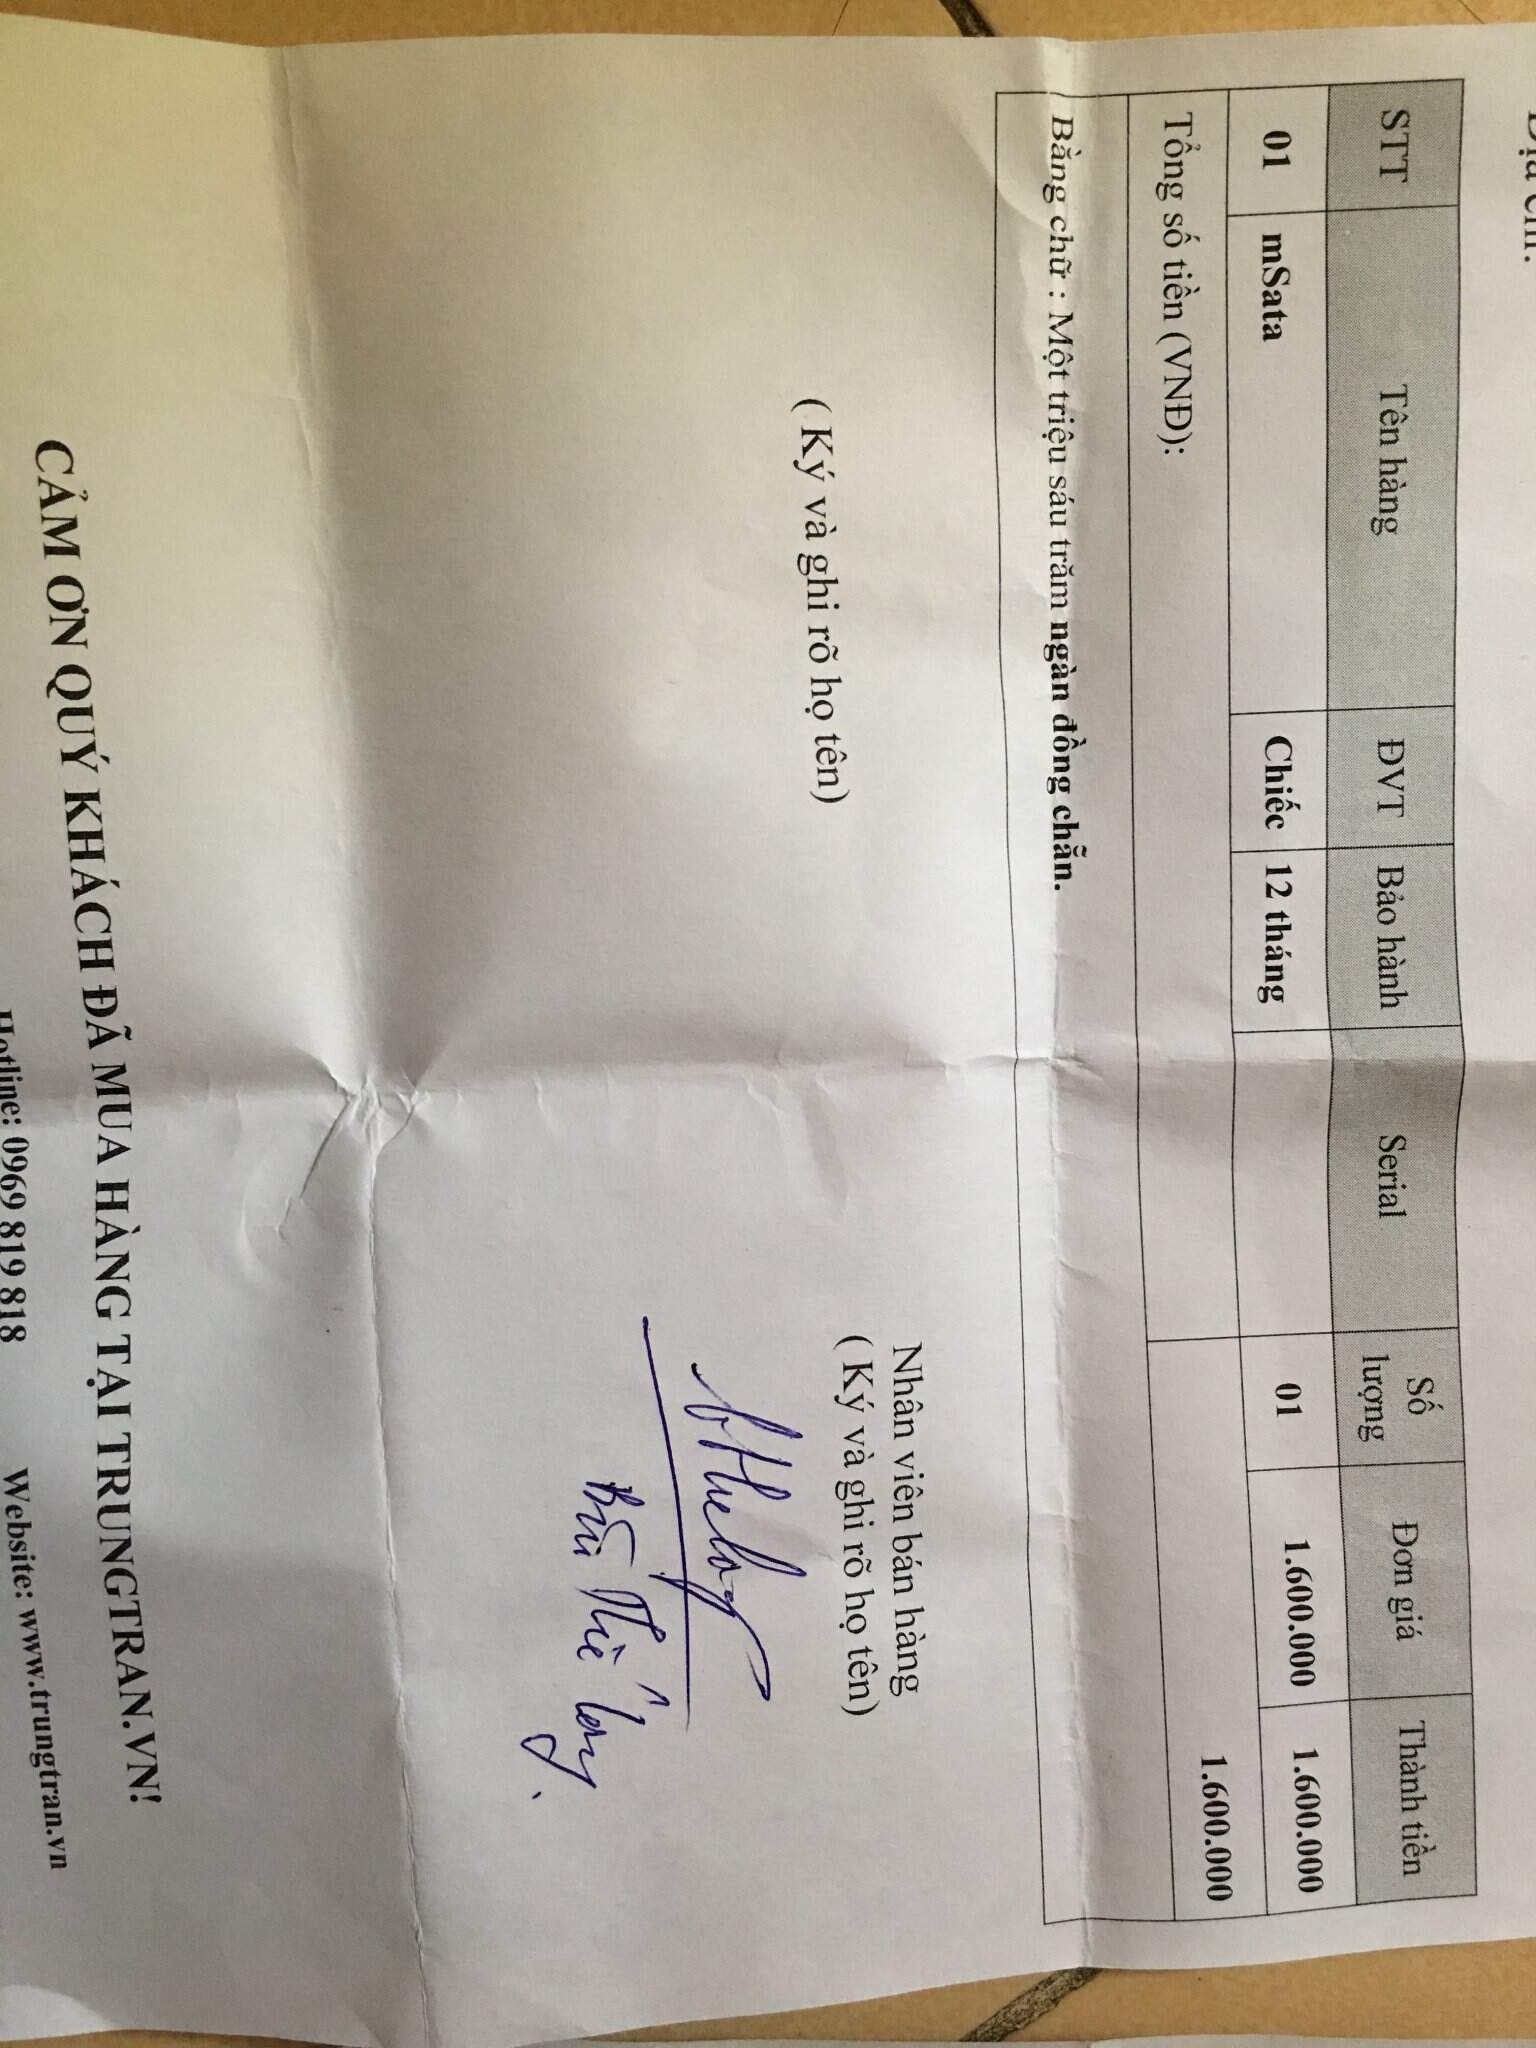 Địa chỉ:
STT Tên hàng ĐVT Bảo hành Serial Số lượng Đơn giá Thành tiền
01 mSata Chiếc 12 tháng 01 1.600.000 1.600.000
Tổng số tiền (VNĐ): 1.600.000
Bằng chữ : Một triệu sáu trăm ngàn đồng chẵn.
Nhân viên bán hàng
( Ký và ghi rõ họ tên) ( Ký và ghi rõ họ tên)
Bùi Thế Long
CẢM ƠN QUÝ KHÁCH ĐÃ MUA HÀNG TẠI TRUNGTRAN.VN!
Hotline: 0969 819 818 Website: www.trungtran.vn